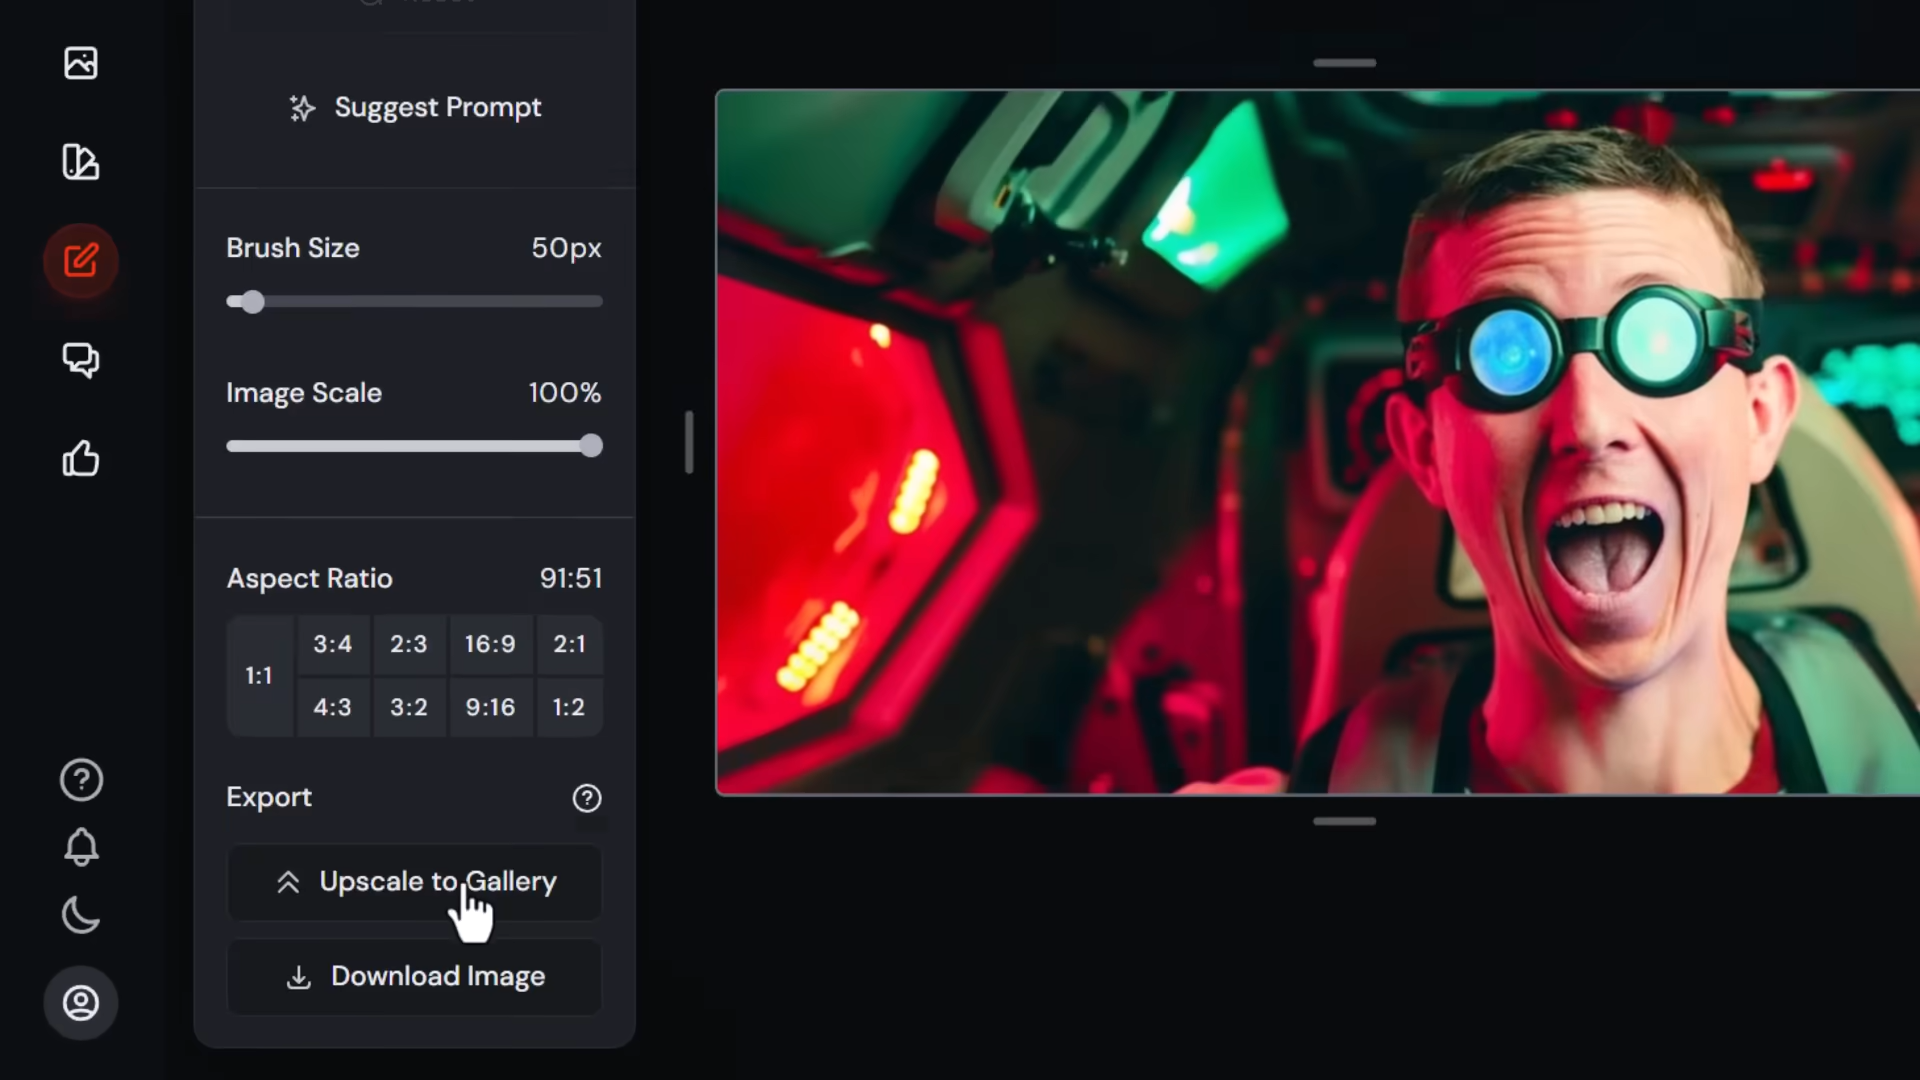 Suggest Prompt
Brush Size 50px
Image Scale 100%
Aspect Ratio 91:51
1:1 3:4 2:3 16:9 2:1
4:3 3:2 9:16 1:2
Export
Upscale to Gallery
Download Image